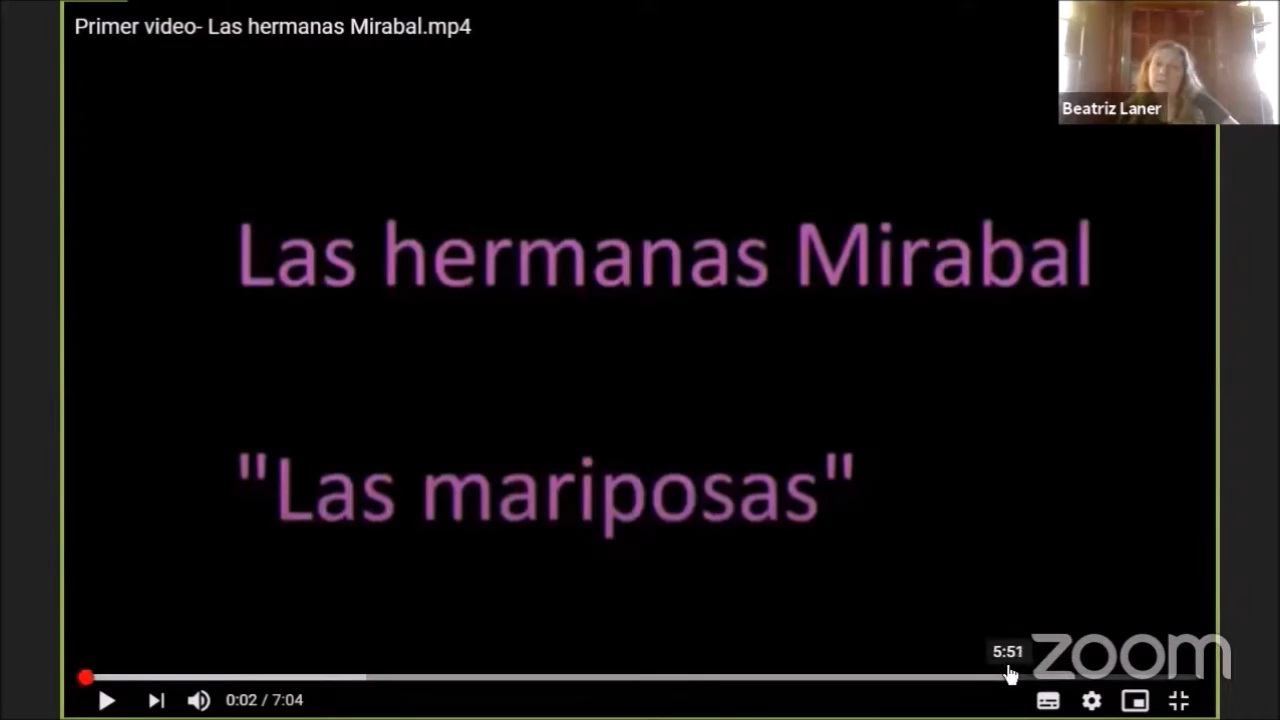 Primer video- Las hermanas Mirabal.mp4
Beatriz Laner
Las hermanas Mirabal
"Las mariposas"
5:51
zoom
0:02 / 7:04